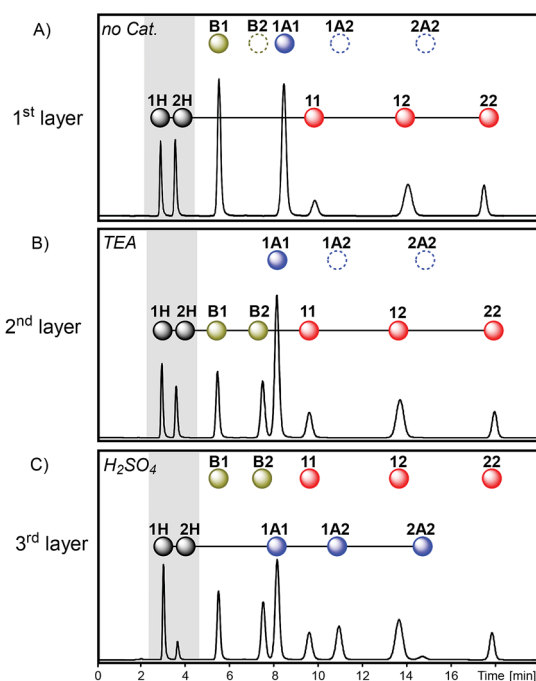 A)
no Cat.
B1 B2 1A1 1A2 2A2
1H 2H 11 12 22
1st layer
B)
TEA
1A1 1A2 2A2
1H 2H B1 B2 11 12 22
2nd layer
C)
H2SO4
B1 B2 11 12 22
1H 2H 1A1 1A2 2A2
3rd layer
0 2 4 6 8 10 12 14 16 Time [min]